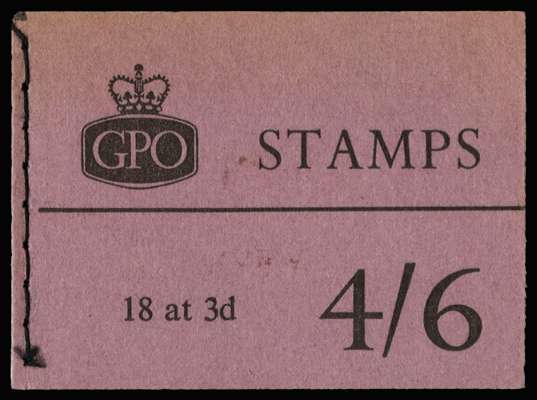 GPO
STAMPS
18 at 3d
4/6